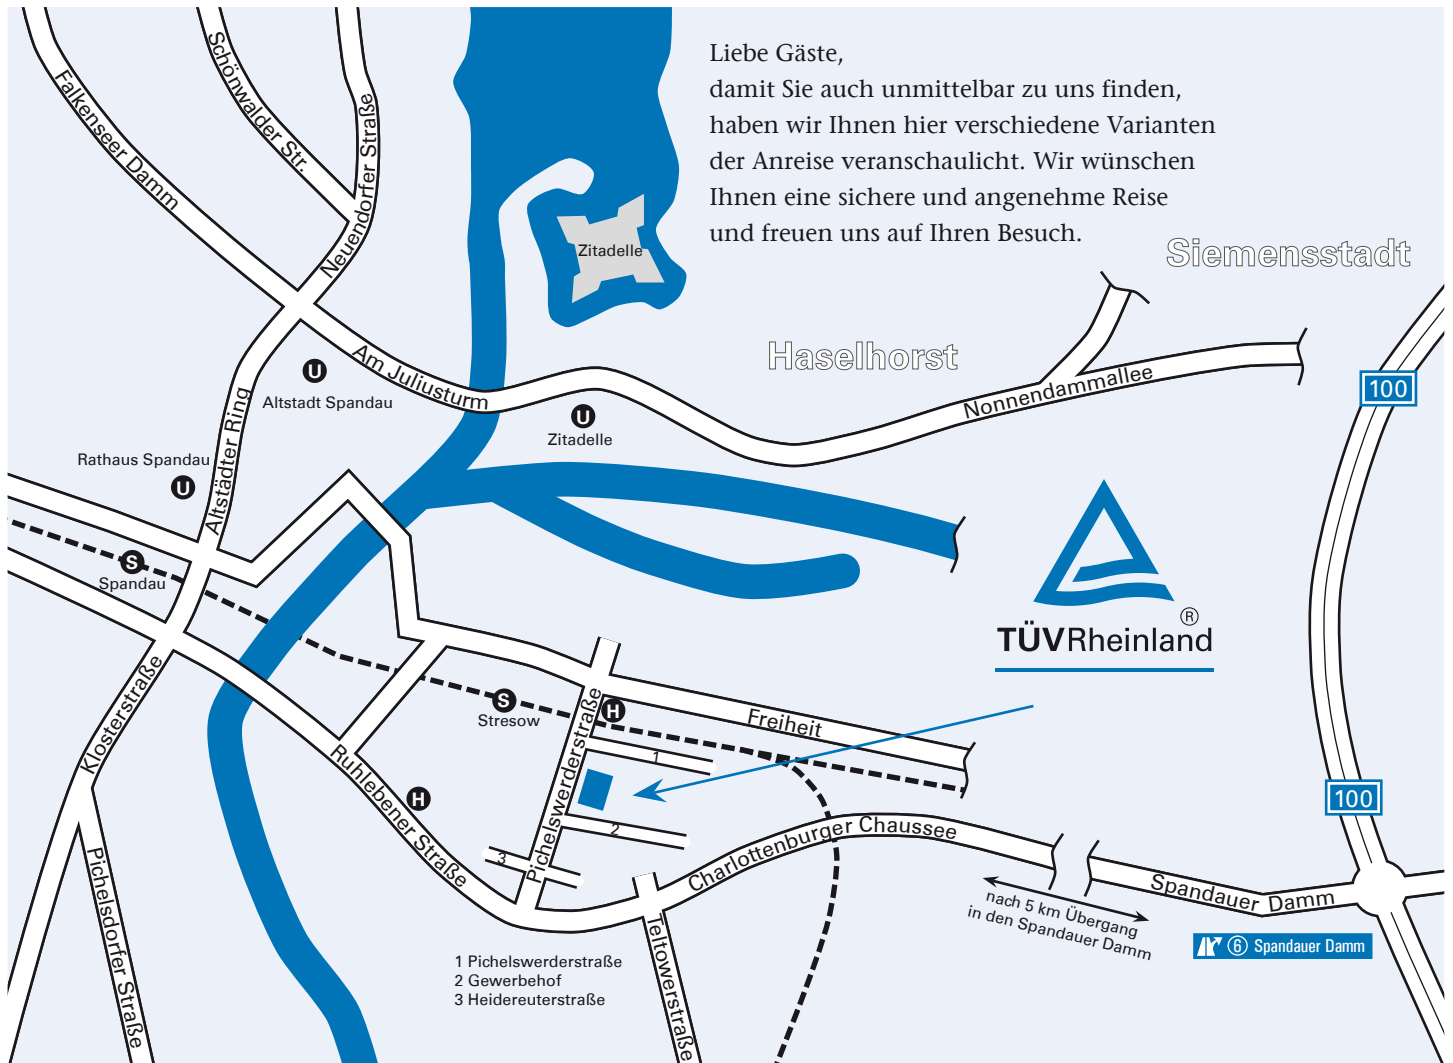 Liebe Gäste,
damit Sie auch unmittelbar zu uns finden,
haben wir Ihnen hier verschiedene Varianten
der Anreise veranschaulicht. Wir wünschen
Ihnen eine sichere und angenehme Reise
und freuen uns auf Ihren Besuch.
Schönwalder Str.
Falkenseer Damm
Neuendorfer Straße
Zitadelle
Siemensstadt
Haselhorst
Am Juliusturm
U
Altstadt Spandau
U
Zitadelle
Nonnendammallee
100
Altstädter Ring
Rathaus Spandau
U
S
Spandau
TÜVRheinland
®
Klosterstraße
S
Stresow
H
Freiheit
Pichelswerderstraße
1
2
3
Ruhlebener Straße
H
100
Charlottenburger Chaussee
Pichelsdorfer Straße
Teltowerstraße
Spandauer Damm
nach 5 km Übergang
in den Spandauer Damm
6 Spandauer Damm
1 Pichelswerderstraße
2 Gewerbehof
3 Heidereuterstraße